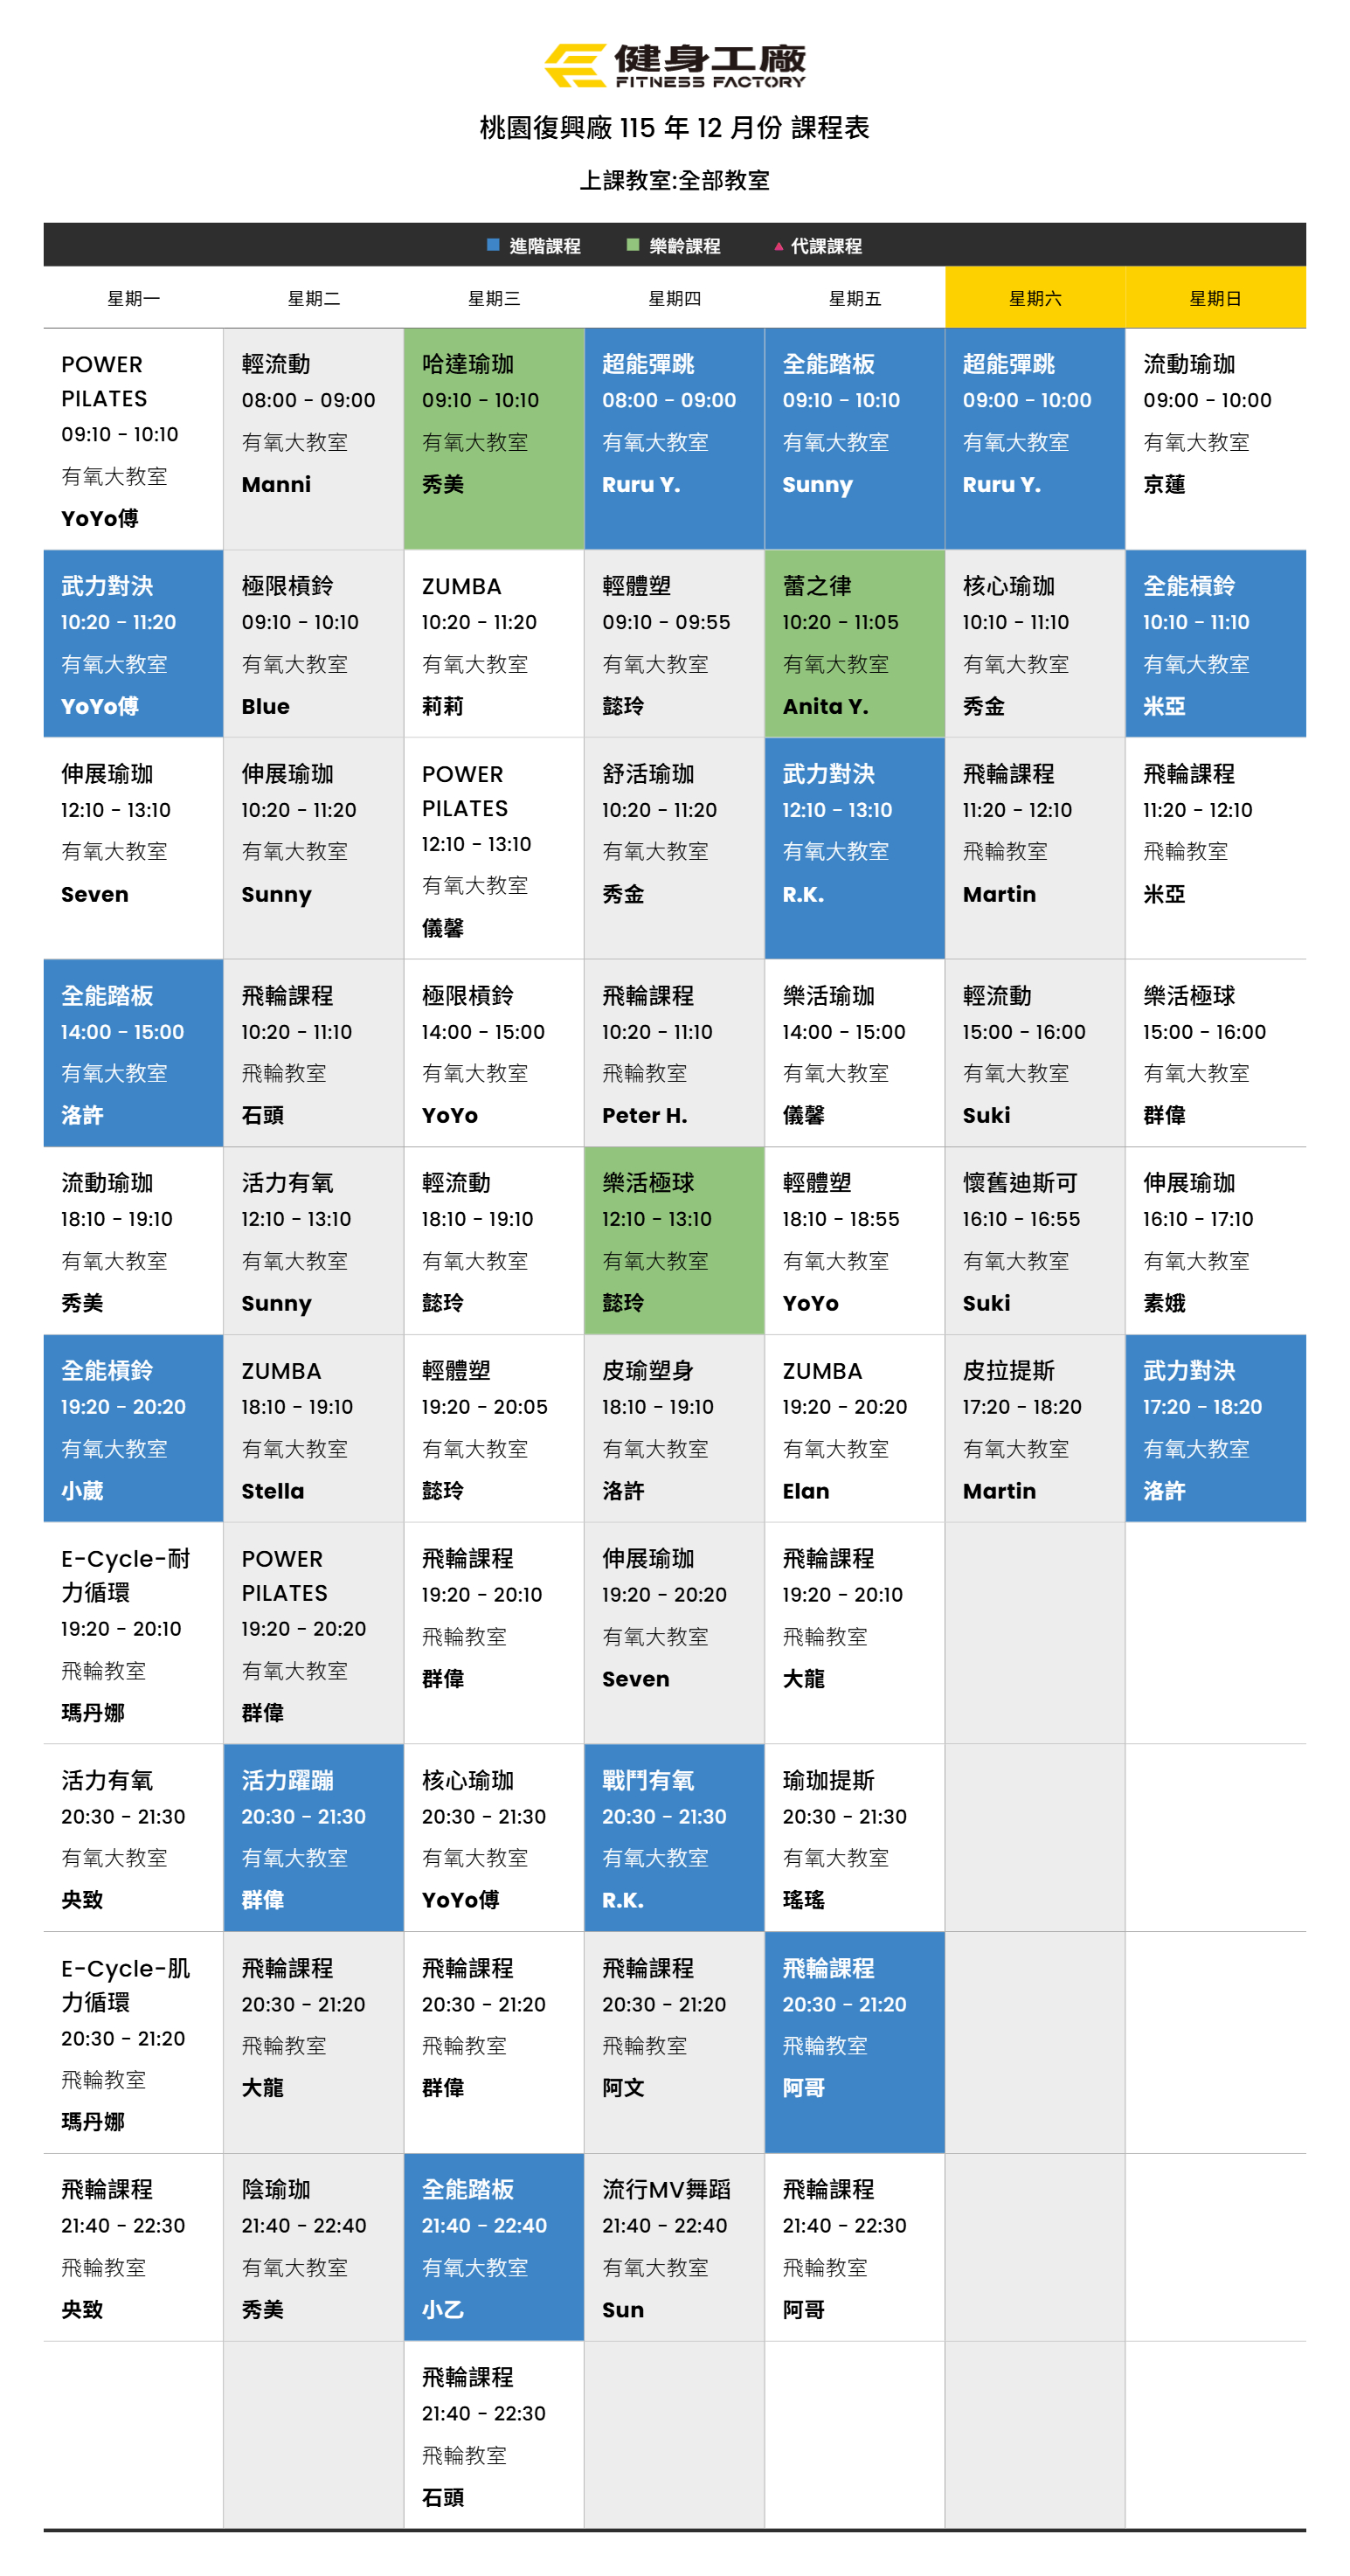 健身工廠
FITNESS FACTORY
桃園復興廠 115 年 12 月份 課程表
上課教室:全部教室
進階課程 樂齡課程 代課課程
星期一 星期二 星期三 星期四 星期五 星期六 星期日
POWER
PILATES
09:10 - 10:10
有氧大教室
YoYo傅
輕流動
08:00 - 09:00
有氧大教室
Manni
哈達瑜珈
09:10 - 10:10
有氧大教室
秀美
超能彈跳
08:00 - 09:00
有氧大教室
Ruru Y.
全能踏板
09:10 - 10:10
有氧大教室
Sunny
超能彈跳
09:00 - 10:00
有氧大教室
Ruru Y.
流動瑜珈
09:00 - 10:00
有氧大教室
京蓮
武力對決
10:20 - 11:20
有氧大教室
YoYo傅
極限槓鈴
09:10 - 10:10
有氧大教室
Blue
ZUMBA
10:20 - 11:20
有氧大教室
莉莉
輕體塑
09:10 - 09:55
有氧大教室
懿玲
蕾之律
10:20 - 11:05
有氧大教室
Anita Y.
核心瑜珈
10:10 - 11:10
有氧大教室
秀金
全能槓鈴
10:10 - 11:10
有氧大教室
米亞
伸展瑜珈
12:10 - 13:10
有氧大教室
Seven
伸展瑜珈
10:20 - 11:20
有氧大教室
Sunny
POWER
PILATES
12:10 - 13:10
有氧大教室
儀馨
舒活瑜珈
10:20 - 11:20
有氧大教室
秀金
武力對決
12:10 - 13:10
有氧大教室
R.K.
飛輪課程
11:20 - 12:10
飛輪教室
Martin
飛輪課程
11:20 - 12:10
飛輪教室
米亞
全能踏板
14:00 - 15:00
有氧大教室
洛許
飛輪課程
10:20 - 11:10
飛輪教室
石頭
極限槓鈴
14:00 - 15:00
有氧大教室
YoYo
飛輪課程
10:20 - 11:10
飛輪教室
Peter H.
樂活瑜珈
14:00 - 15:00
有氧大教室
儀馨
輕流動
15:00 - 16:00
有氧大教室
Suki
樂活極球
15:00 - 16:00
有氧大教室
群偉
流動瑜珈
18:10 - 19:10
有氧大教室
秀美
活力有氧
12:10 - 13:10
有氧大教室
Sunny
輕流動
18:10 - 19:10
有氧大教室
懿玲
樂活極球
12:10 - 13:10
有氧大教室
懿玲
輕體塑
18:10 - 18:55
有氧大教室
YoYo
懷舊迪斯可
16:10 - 16:55
有氧大教室
Suki
伸展瑜珈
16:10 - 17:10
有氧大教室
素娥
全能槓鈴
19:20 - 20:20
有氧大教室
小葳
ZUMBA
18:10 - 19:10
有氧大教室
Stella
輕體塑
19:20 - 20:05
有氧大教室
懿玲
皮瑜塑身
18:10 - 19:10
有氧大教室
洛許
ZUMBA
19:20 - 20:20
有氧大教室
Elan
皮拉提斯
17:20 - 18:20
有氧大教室
Martin
武力對決
17:20 - 18:20
有氧大教室
洛許
E-Cycle-耐
力循環
19:20 - 20:10
飛輪教室
瑪丹娜
POWER
PILATES
19:20 - 20:20
有氧大教室
群偉
飛輪課程
19:20 - 20:10
飛輪教室
群偉
伸展瑜珈
19:20 - 20:20
有氧大教室
Seven
飛輪課程
19:20 - 20:10
飛輪教室
大龍
活力有氧
20:30 - 21:30
有氧大教室
央致
活力躍蹦
20:30 - 21:30
有氧大教室
群偉
核心瑜珈
20:30 - 21:30
有氧大教室
YoYo傅
戰鬥有氧
20:30 - 21:30
有氧大教室
R.K.
瑜珈提斯
20:30 - 21:30
有氧大教室
瑤瑤
E-Cycle-肌
力循環
20:30 - 21:20
飛輪教室
瑪丹娜
飛輪課程
20:30 - 21:20
飛輪教室
大龍
飛輪課程
20:30 - 21:20
飛輪教室
群偉
飛輪課程
20:30 - 21:20
飛輪教室
阿文
飛輪課程
20:30 - 21:20
飛輪教室
阿哥
飛輪課程
21:40 - 22:30
飛輪教室
央致
陰瑜珈
21:40 - 22:40
有氧大教室
秀美
全能踏板
21:40 - 22:40
有氧大教室
小乙
流行MV舞蹈
21:40 - 22:40
有氧大教室
Sun
飛輪課程
21:40 - 22:30
飛輪教室
阿哥
飛輪課程
21:40 - 22:30
飛輪教室
石頭